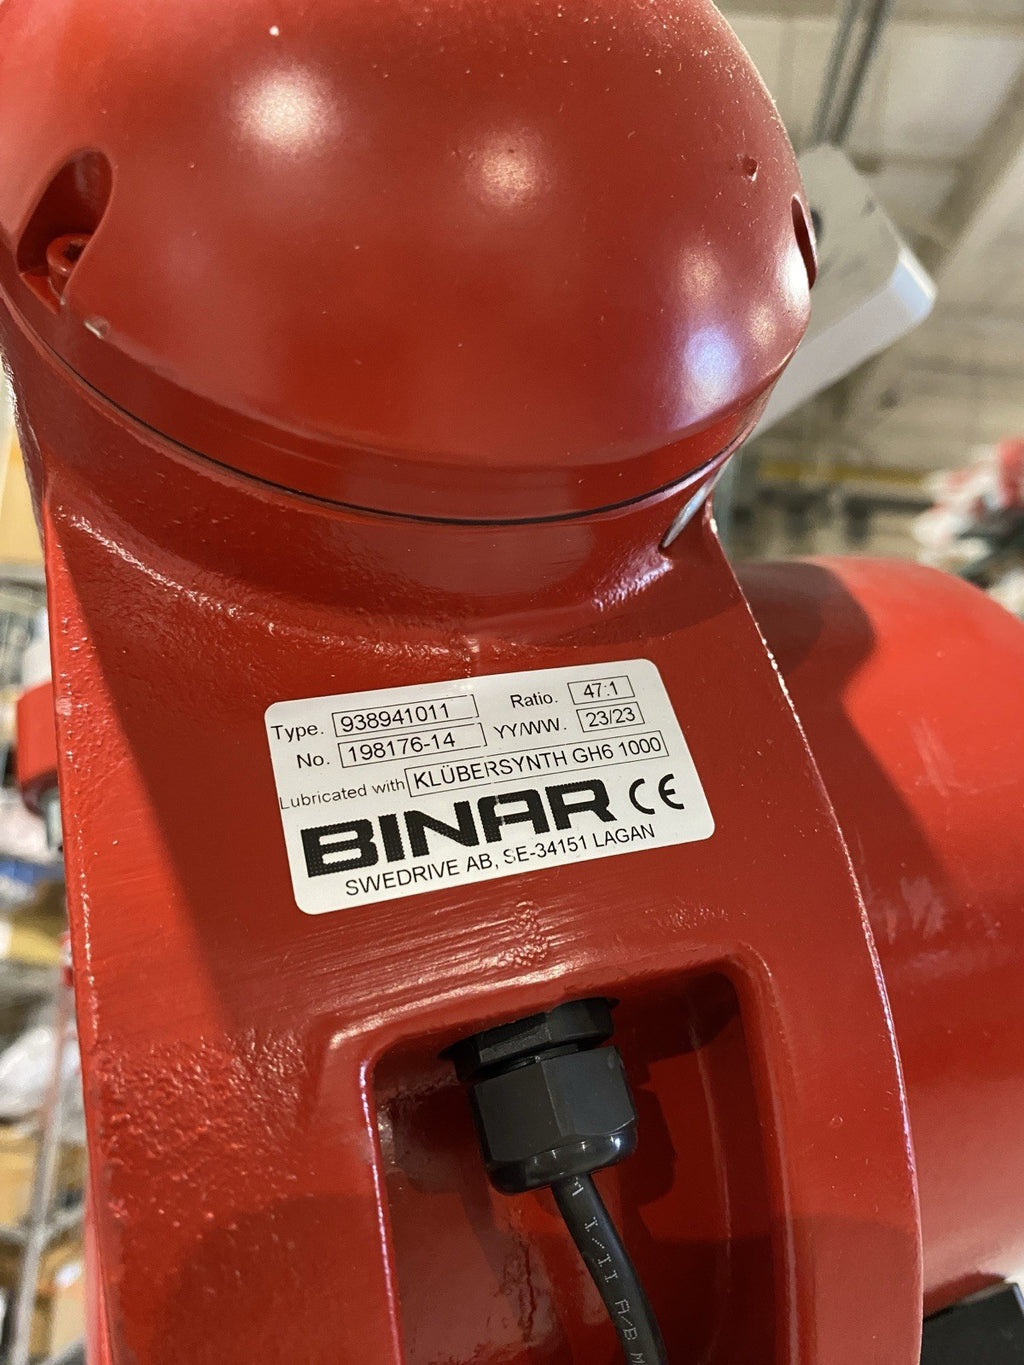 Type. 938941011 Ratio. 47:1
No. 198176-14 YY/WW. 23/23
Lubricated with KLÜBERSYNTH GH6 1000
BINAR CE
SWEDRIVE AB, SE-34151 LAGAN
I/II A/B M